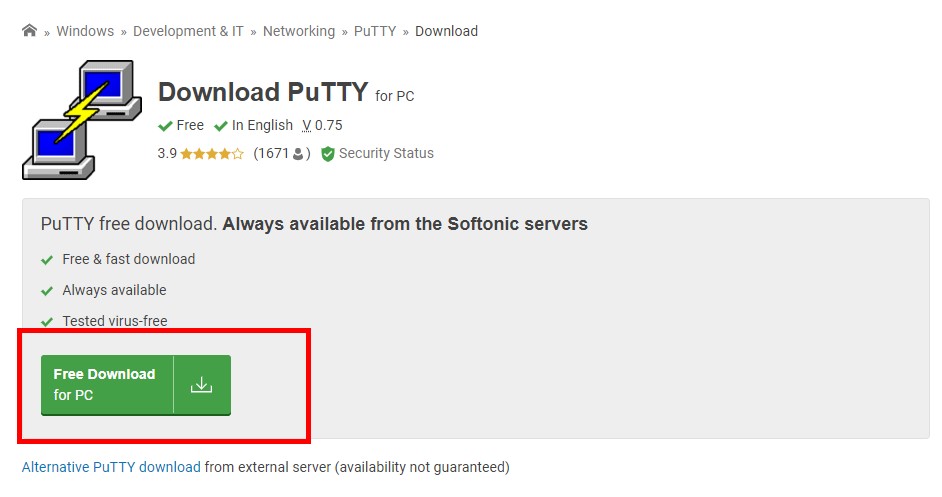 » Windows » Development & IT » Networking » PuTTY » Download
Download PuTTY for PC
Free In English V 0.75
3.9 (1671 ) Security Status
PuTTY free download. Always available from the Softonic servers
Free & fast download
Always available
Tested virus-free
Free Download
for PC
Alternative PuTTY download from external server (availability not guaranteed)